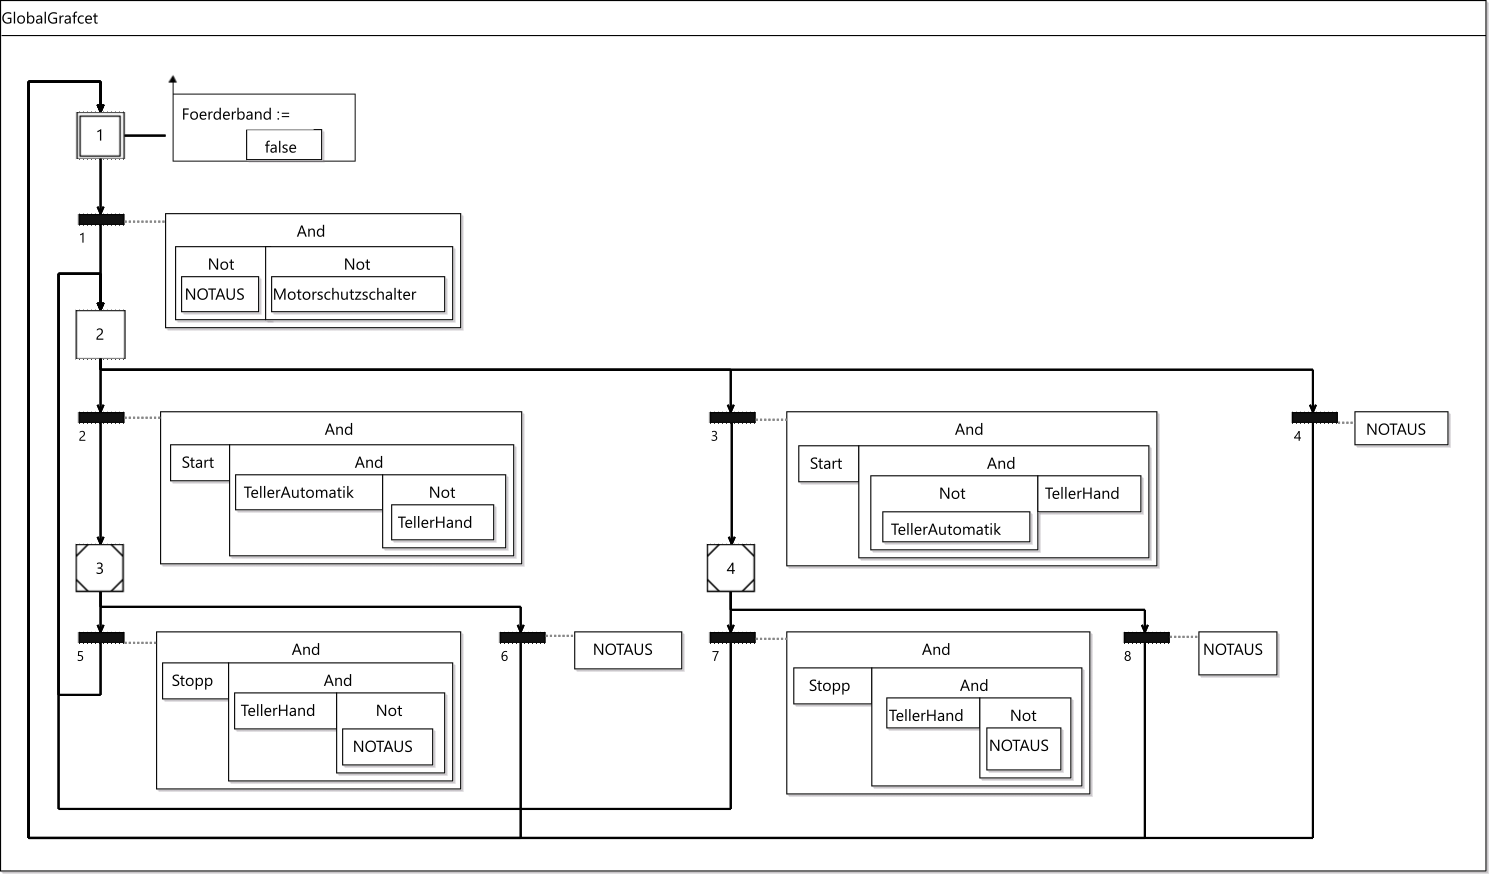 GlobalGrafcet
1
Foerderband :=
false
1
And
Not Not
NOTAUS Motorschutzschalter
2
2
And
Start And
TellerAutomatik Not
TellerHand
3
And
Start And
Not TellerHand
TellerAutomatik
4
NOTAUS
3
4
5
And
Stopp And
TellerHand Not
NOTAUS
6
NOTAUS
7
And
Stopp And
TellerHand Not
NOTAUS
8
NOTAUS